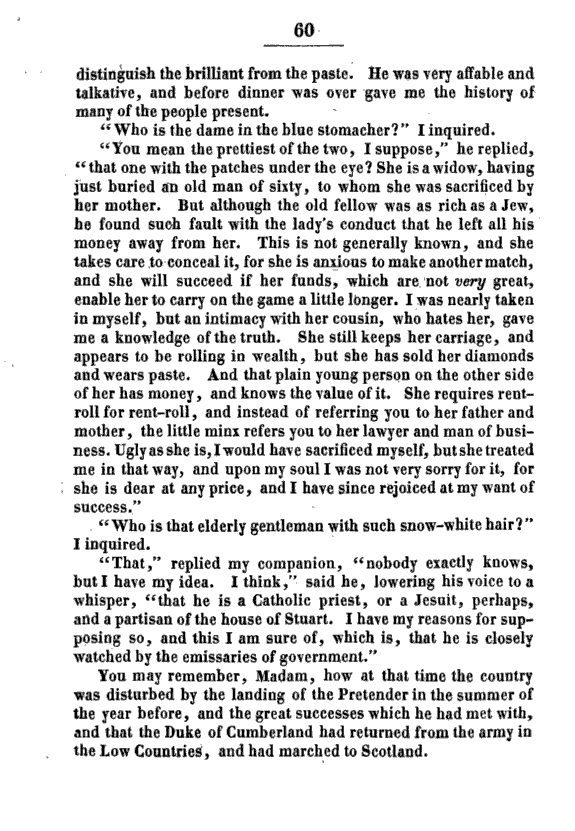 60
distinguish the brilliant from the paste. He was very affable and
talkative, and before dinner was over gave me the history of
many of the people present.
“Who is the dame in the blue stomacher?” I inquired.
“You mean the prettiest of the two, I suppose,” he replied,
“that one with the patches under the eye? She is a widow, having
just buried an old man of sixty, to whom she was sacrificed by
her mother. But although the old fellow was as rich as a Jew,
he found such fault with the lady's conduct that he left all his
money away from her. This is not generally known, and she
takes care to conceal it, for she is anxious to make another match,
and she will succeed if her funds, which are not very great,
enable her to carry on the game a little longer. I was nearly taken
in myself, but an intimacy with her cousin, who hates her, gave
me a knowledge of the truth. She still keeps her carriage, and
appears to be rolling in wealth, but she has sold her diamonds
and wears paste. And that plain young person on the other side
of her has money, and knows the value of it. She requires rent-
roll for rent-roll, and instead of referring you to her father and
mother, the little minx refers you to her lawyer and man of busi-
ness. Ugly as she is, I would have sacrificed myself, but she treated
me in that way, and upon my soul I was not very sorry for it, for
she is dear at any price, and I have since rejoiced at my want of
success.”
“Who is that elderly gentleman with such snow-white hair?”
I inquired.
“That,” replied my companion, “nobody exactly knows,
but I have my idea. I think,” said he, lowering his voice to a
whisper, “that he is a Catholic priest, or a Jesuit, perhaps,
and a partisan of the house of Stuart. I have my reasons for sup-
posing so, and this I am sure of, which is, that he is closely
watched by the emissaries of government.”
You may remember, Madam, how at that time the country
was disturbed by the landing of the Pretender in the summer of
the year before, and the great successes which he had met with,
and that the Duke of Cumberland had returned from the army in
the Low Countries, and had marched to Scotland.